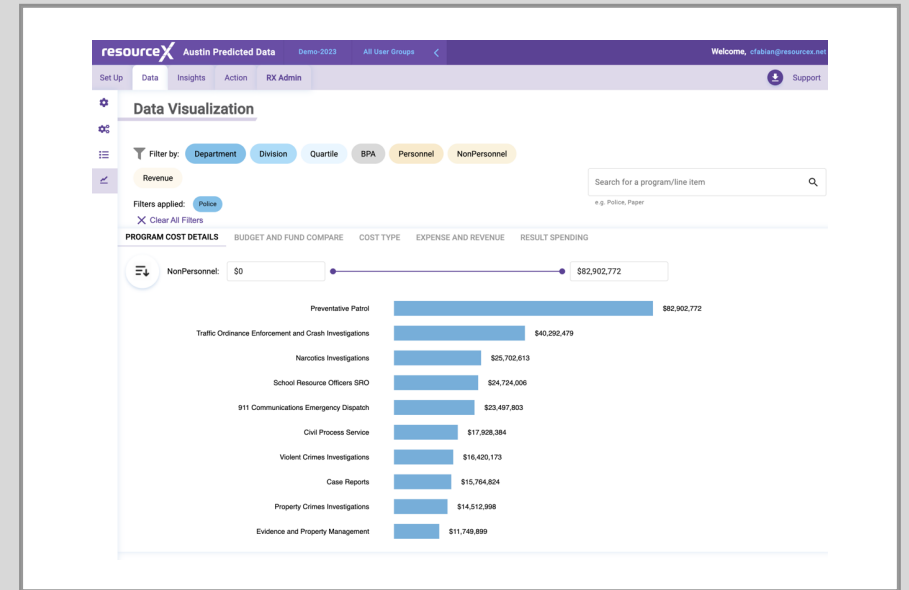 resourceX Austin Predicted Data Demo-2023 All User Groups Welcome, cfabian@resourcex.net
Set Up Data Insights Action RX Admin Support
Data Visualization
Filter by: Department Division Quartile BPA Personnel NonPersonnel
Revenue
Search for a program/line item
e.g. Police, Paper
Filters applied: Police
Clear All Filters
PROGRAM COST DETAILS BUDGET AND FUND COMPARE COST TYPE EXPENSE AND REVENUE RESULT SPENDING
NonPersonnel: $0 $82,902,772
Preventative Patrol $82,902,772
Traffic Ordinance Enforcement and Crash Investigations $40,292,479
Narcotics Investigations $25,702,613
School Resource Officers SRO $24,724,006
911 Communications Emergency Dispatch $23,497,803
Civil Process Service $17,928,384
Violent Crimes Investigations $16,420,173
Case Reports $15,764,824
Property Crimes Investigations $14,512,998
Evidence and Property Management $11,749,899